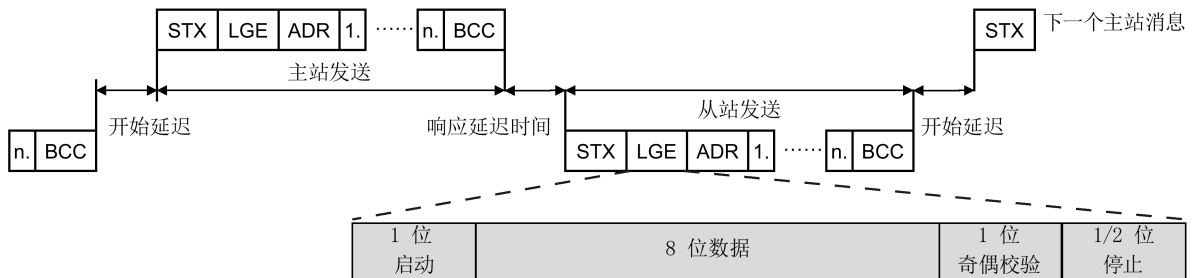 STX LGE ADR 1. ······ n. BCC
STX 下一个主站消息
主站发送
开始延迟
响应延迟时间
从站发送
开始延迟
n. BCC
STX LGE ADR 1. ······ n. BCC
1 位
启动
8 位数据
1 位
奇偶校验
1/2 位
停止